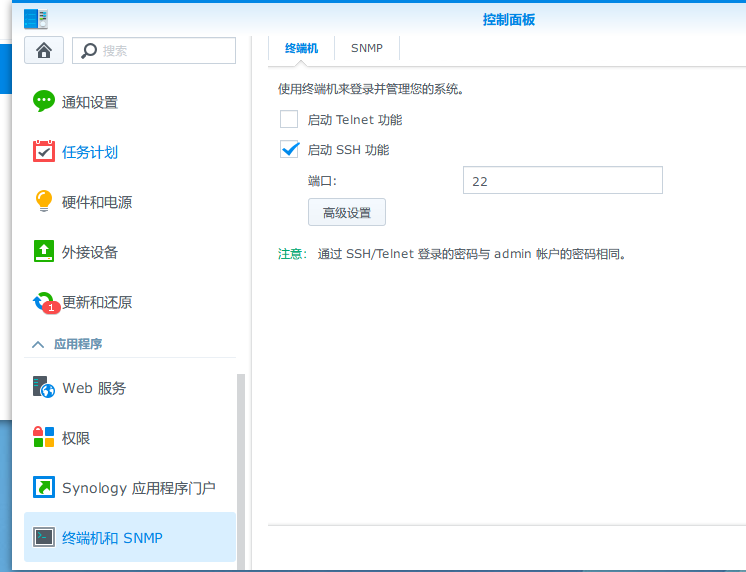 控制面板
搜索
通知设置
任务计划
硬件和电源
外接设备
1
更新和还原
应用程序
Web 服务
权限
Synology 应用程序门户
终端机和 SNMP
终端机
SNMP
使用终端机来登录并管理您的系统。
启动 Telnet 功能
启动 SSH 功能
端口:
22
高级设置
注意: 通过 SSH/Telnet 登录的密码与 admin 帐户的密码相同。